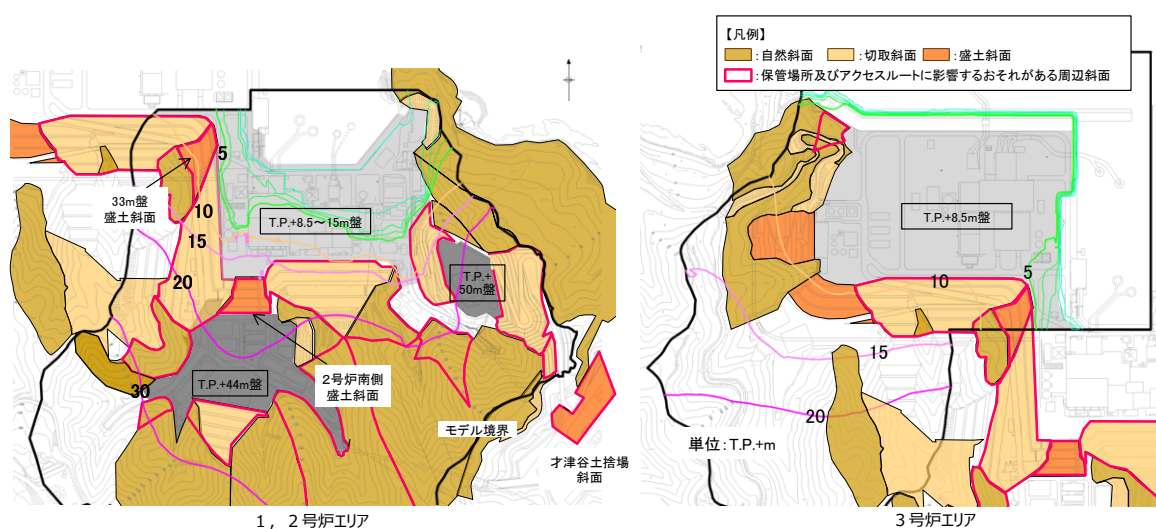 【凡例】
:自然斜面 :切取斜面 :盛土斜面
:保管場所及びアクセスルートに影響するおそれがある周辺斜面
5
33m盤
盛土斜面
10
15
20
30
T.P.+8.5~15m盤
T.P.+
50m盤
T.P.+44m盤
2号炉南側
盛土斜面
モデル境界
才津谷土捨場
斜面
1,2号炉エリア
T.P.+8.5m盤
5
10
15
20
単位:T.P.+m
3号炉エリア